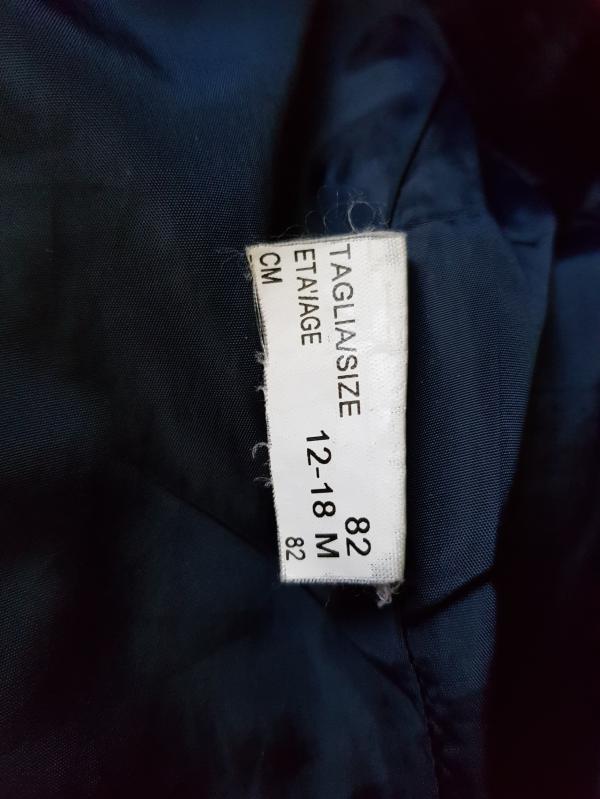 TAGLIA/SIZE 82
ETA'/AGE 12-18 M
CM 82